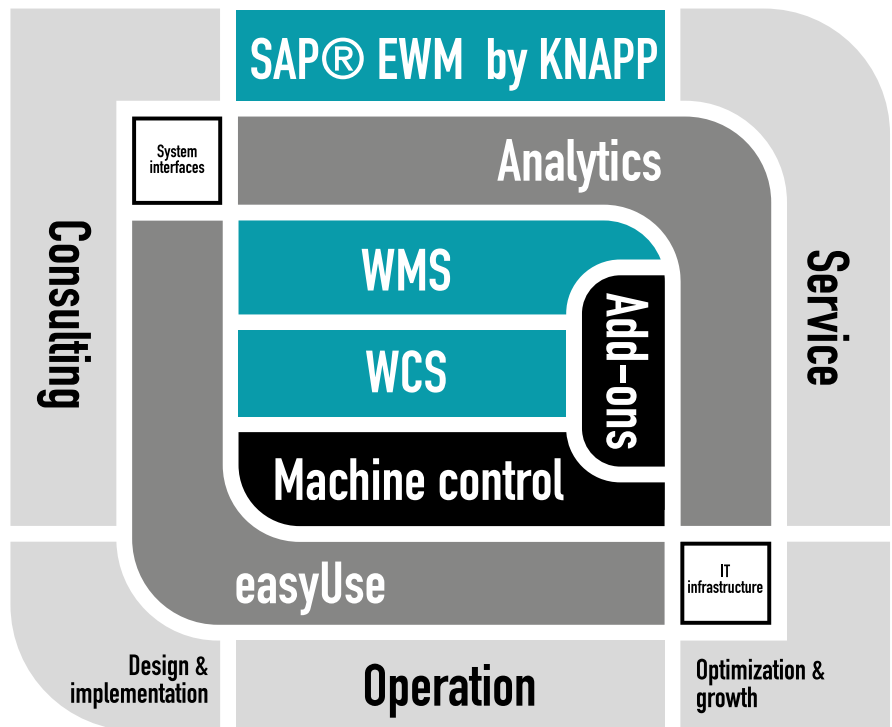 SAP® EWM by KNAPP
System
interfaces
Analytics
Consulting
WMS
Add-ons
Service
WCS
Machine control
easyUse
IT
infrastructure
Design &
implementation
Operation
Optimization &
growth